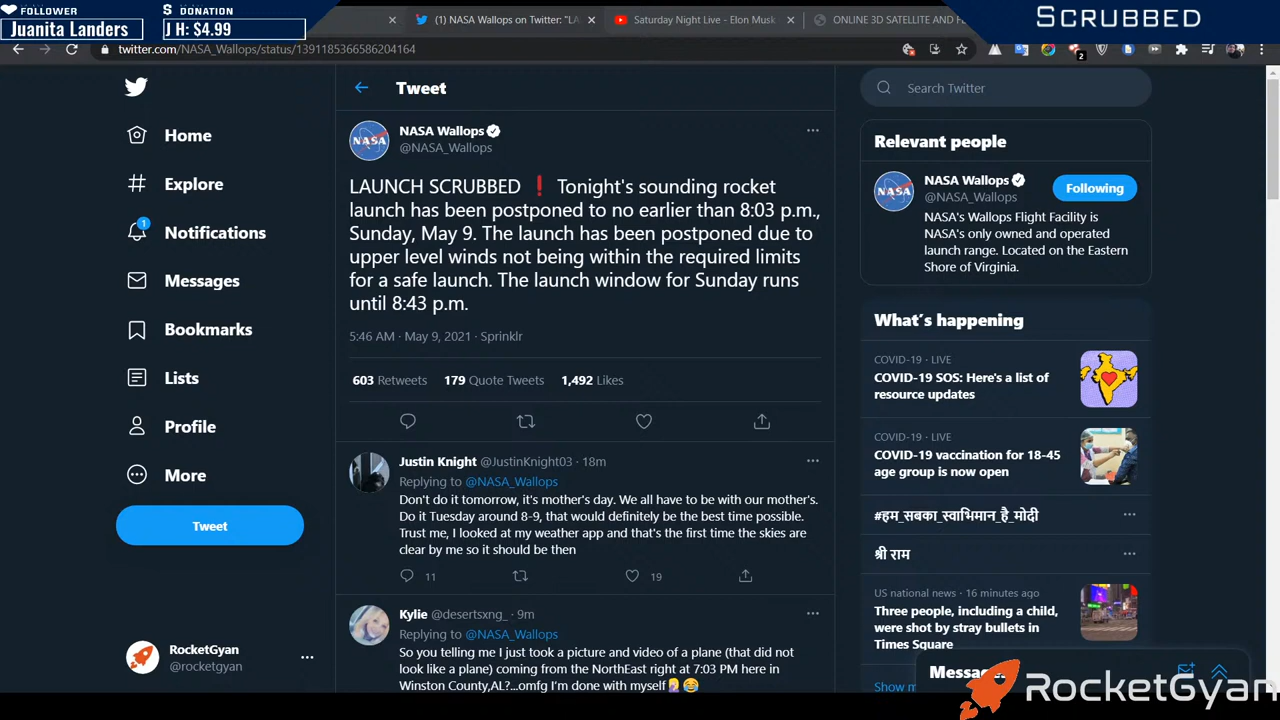 FOLLOWER
Juanita Landers
DONATION
J H: $4.99
SCRUBBED
(1) NASA Wallops on Twitter: "LA
Saturday Night Live - Elon Musk
ONLINE 3D SATELLITE AND
twitter.com/NASA_Wallops/status/1391185366586204164
2
Home
Explore
1
Notifications
Messages
Bookmarks
Lists
Profile
More
Tweet
RocketGyan
@rocketgyan
Tweet
NASA
NASA Wallops
@NASA_Wallops
LAUNCH SCRUBBED ❗ Tonight's sounding rocket
launch has been postponed to no earlier than 8:03 p.m.,
Sunday, May 9. The launch has been postponed due to
upper level winds not being within the required limits
for a safe launch. The launch window for Sunday runs
until 8:43 p.m.
5:46 AM · May 9, 2021 · Sprinklr
603 Retweets 179 Quote Tweets 1,492 Likes
Justin Knight @JustinKnight03 · 18m
Replying to @NASA_Wallops
Don't do it tomorrow, it's mother's day. We all have to be with our mother's.
Do it Tuesday around 8-9, that would definitely be the best time possible.
Trust me, I looked at my weather app and that's the first time the skies are
clear by me so it should be then
11 19
Kylie @desertsxng_ · 9m
Replying to @NASA_Wallops
So you telling me I just took a picture and video of a plane (that did not
look like a plane) coming from the NorthEast right at 7:03 PM here in
Winston County,AL?...omfg I'm done with myself🤦😂
Search Twitter
Relevant people
NASA
NASA Wallops
@NASA_Wallops
Following
NASA's Wallops Flight Facility is
NASA's only owned and operated
launch range. Located on the Eastern
Shore of Virginia.
What's happening
COVID-19 · LIVE
COVID-19 SOS: Here's a list of
resource updates
COVID-19 · LIVE
COVID-19 vaccination for 18-45
age group is now open
#हम_सबका_स्वाभिमान_है_मोदी
श्री राम
US national news · 16 minutes ago
Three people, including a child,
were shot by stray bullets in
Times Square
Show
RocketGyan